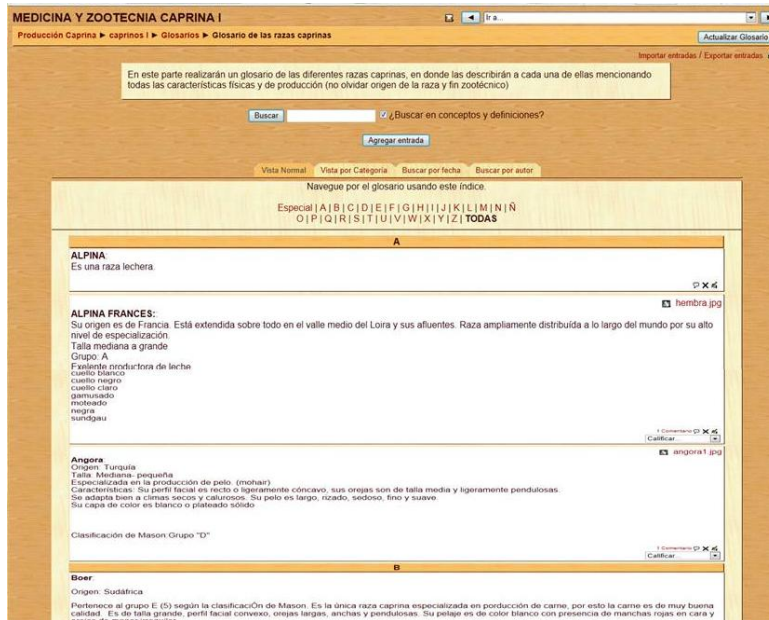 MEDICINA Y ZOOTECNIA CAPRINA I
Ir a...
Producción Caprina ► caprinos I ► Glosarios ► Glosario de las razas caprinas
Actualizar Glosario
Importar entradas / Exportar entradas
En este parte realizarán un glosario de las diferentes razas caprinas, en donde las describirán a cada una de ellas mencionando
todas las características físicas y de producción (no olvidar origen de la raza y fin zootécnico)
Buscar
¿Buscar en conceptos y definiciones?
Agregar entrada
Vista Normal Vista por Categoría Buscar por fecha Buscar por autor
Navegue por el glosario usando este índice.
Especial | A | B | C | D | E | F | G | H | I | J | K | L | M | N | Ñ
O | P | Q | R | S | T | U | V | W | X | Y | Z | TODAS
A
ALPINA:
Es una raza lechera.
hembra.jpg
ALPINA FRANCES:
Su origen es de Francia. Está extendida sobre todo en el valle medio del Loira y sus afluentes. Raza ampliamente distribuída a lo largo del mundo por su alto
nivel de especialización.
Talla mediana a grande
Grupo: A
Exelente productora de leche
cuello blanco
cuello negro
cuello claro
gamusado
moteado
negra
sundgau
1 Comentario
Calificar...
angora1.jpg
Angora:
Origen: Turquía
Talla: Mediana- pequeña
Especializada en la producción de pelo. (mohair)
Características: Su perfil facial es recto o ligeramente cóncavo, sus orejas son de talla media y ligeramente pendulosas.
Se adapta bien a climas secos y calurosos. Su pelo es largo, rizado, sedoso, fino y suave.
Su capa de color es blanco o plateado sólido
Clasificación de Mason:Grupo "D"
1 Comentario
Calificar...
B
Boer:
Origen: Sudáfrica
Pertenece al grupo E (5) según la clasificaciÓn de Mason. Es la única raza caprina especializada en porducción de carne, por esto la carne es de muy buena
calidad. Es de talla grande, perfil facial convexo, orejas largas, anchas y pendulosas. Su pelaje es de color blanco con presencia de manchas rojas en cara y